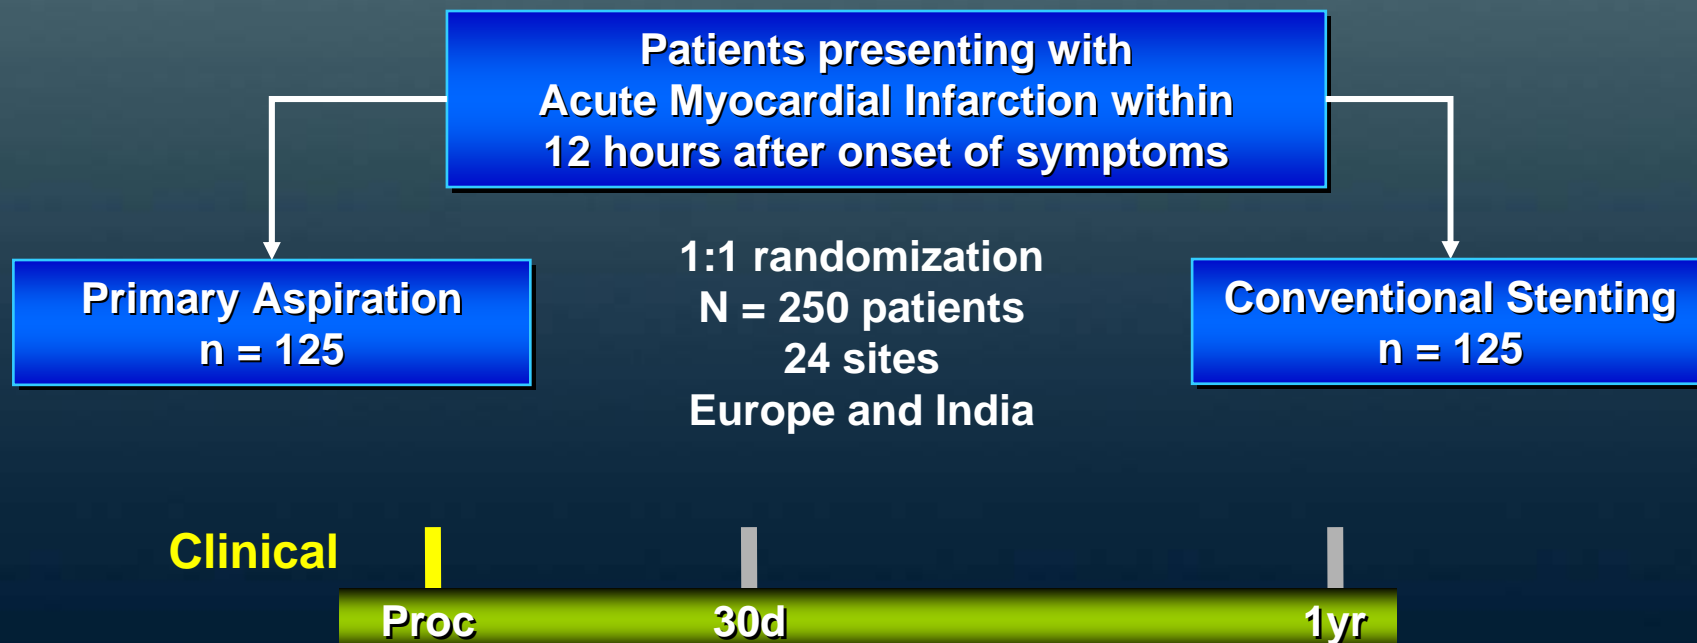 Patients presenting with
Acute Myocardial Infarction within
12 hours after onset of symptoms
Primary Aspiration
n = 125
1:1 randomization
N = 250 patients
24 sites
Europe and India
Conventional Stenting
n = 125
Clinical
Proc
30d
1yr